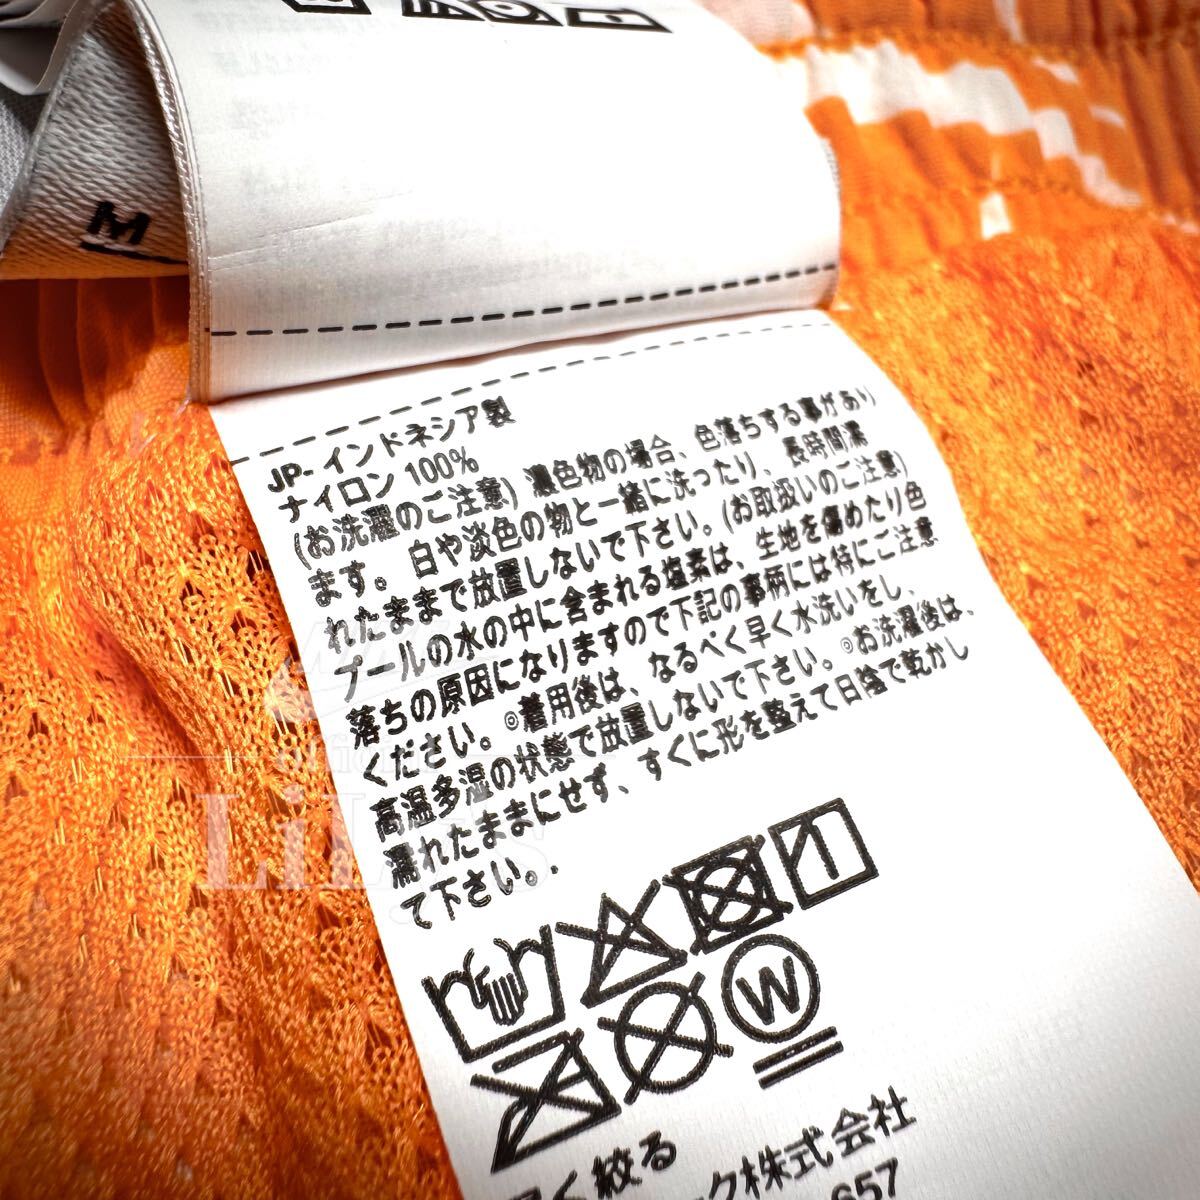 M
JP- インドネシア製
ナイロン 100%
(お洗濯のご注意) 濃色物の場合、色落ちする事があり
ます。白や淡色の物と一緒に洗ったり、長時間濡
れたままで放置しないで下さい。(お取扱いのご注意)
プールの水の中に含まれる塩素は、生地を傷めたり色
落ちの原因になりますので下記の事柄には特にご注意
ください。◎着用後は、なるべく早く水洗いをし、
高温多湿の状態で放置しないで下さい。◎お洗濯後は、
濡れたままにせず、すぐに形を整えて日陰で乾かし
て下さい。.
W
く絞る
ク株式会社
657
Official
LiLy's